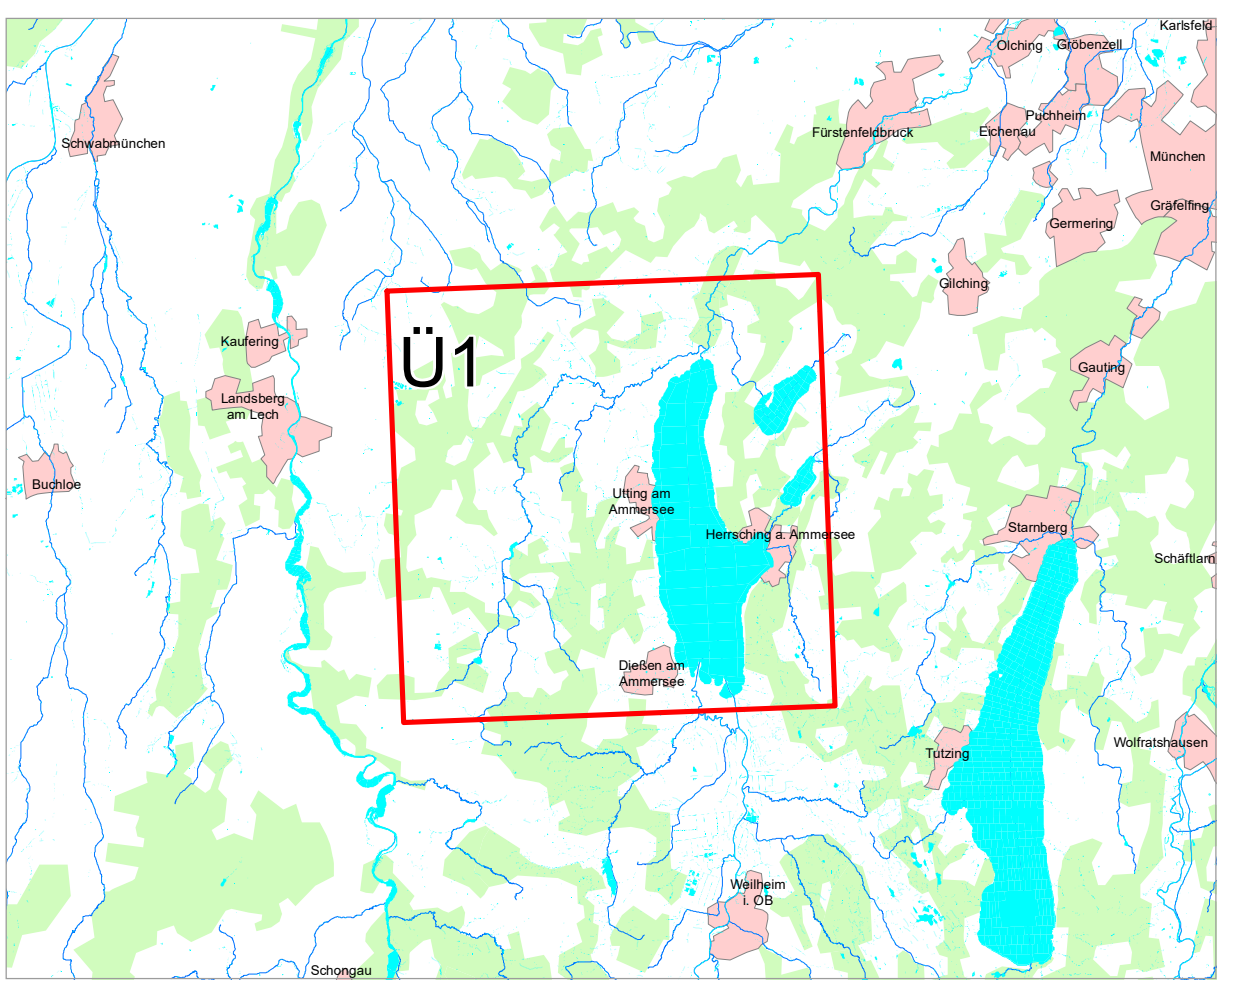 Karlsfeld
Olching
Gröbenzell
Puchheim
Fürstenfeldbruck
Eichenau
Schwabmünchen
München
Gräfelfing
Germering
Gilching
Kaufering
Ü1
Gauting
Landsberg
am Lech
Buchloe
Utting am
Ammersee
Starnberg
Herrsching a. Ammersee
Schäftlarn
Dießen am
Ammersee
Wolfratshausen
Tutzing
Weilheim
i. OB
Schongau